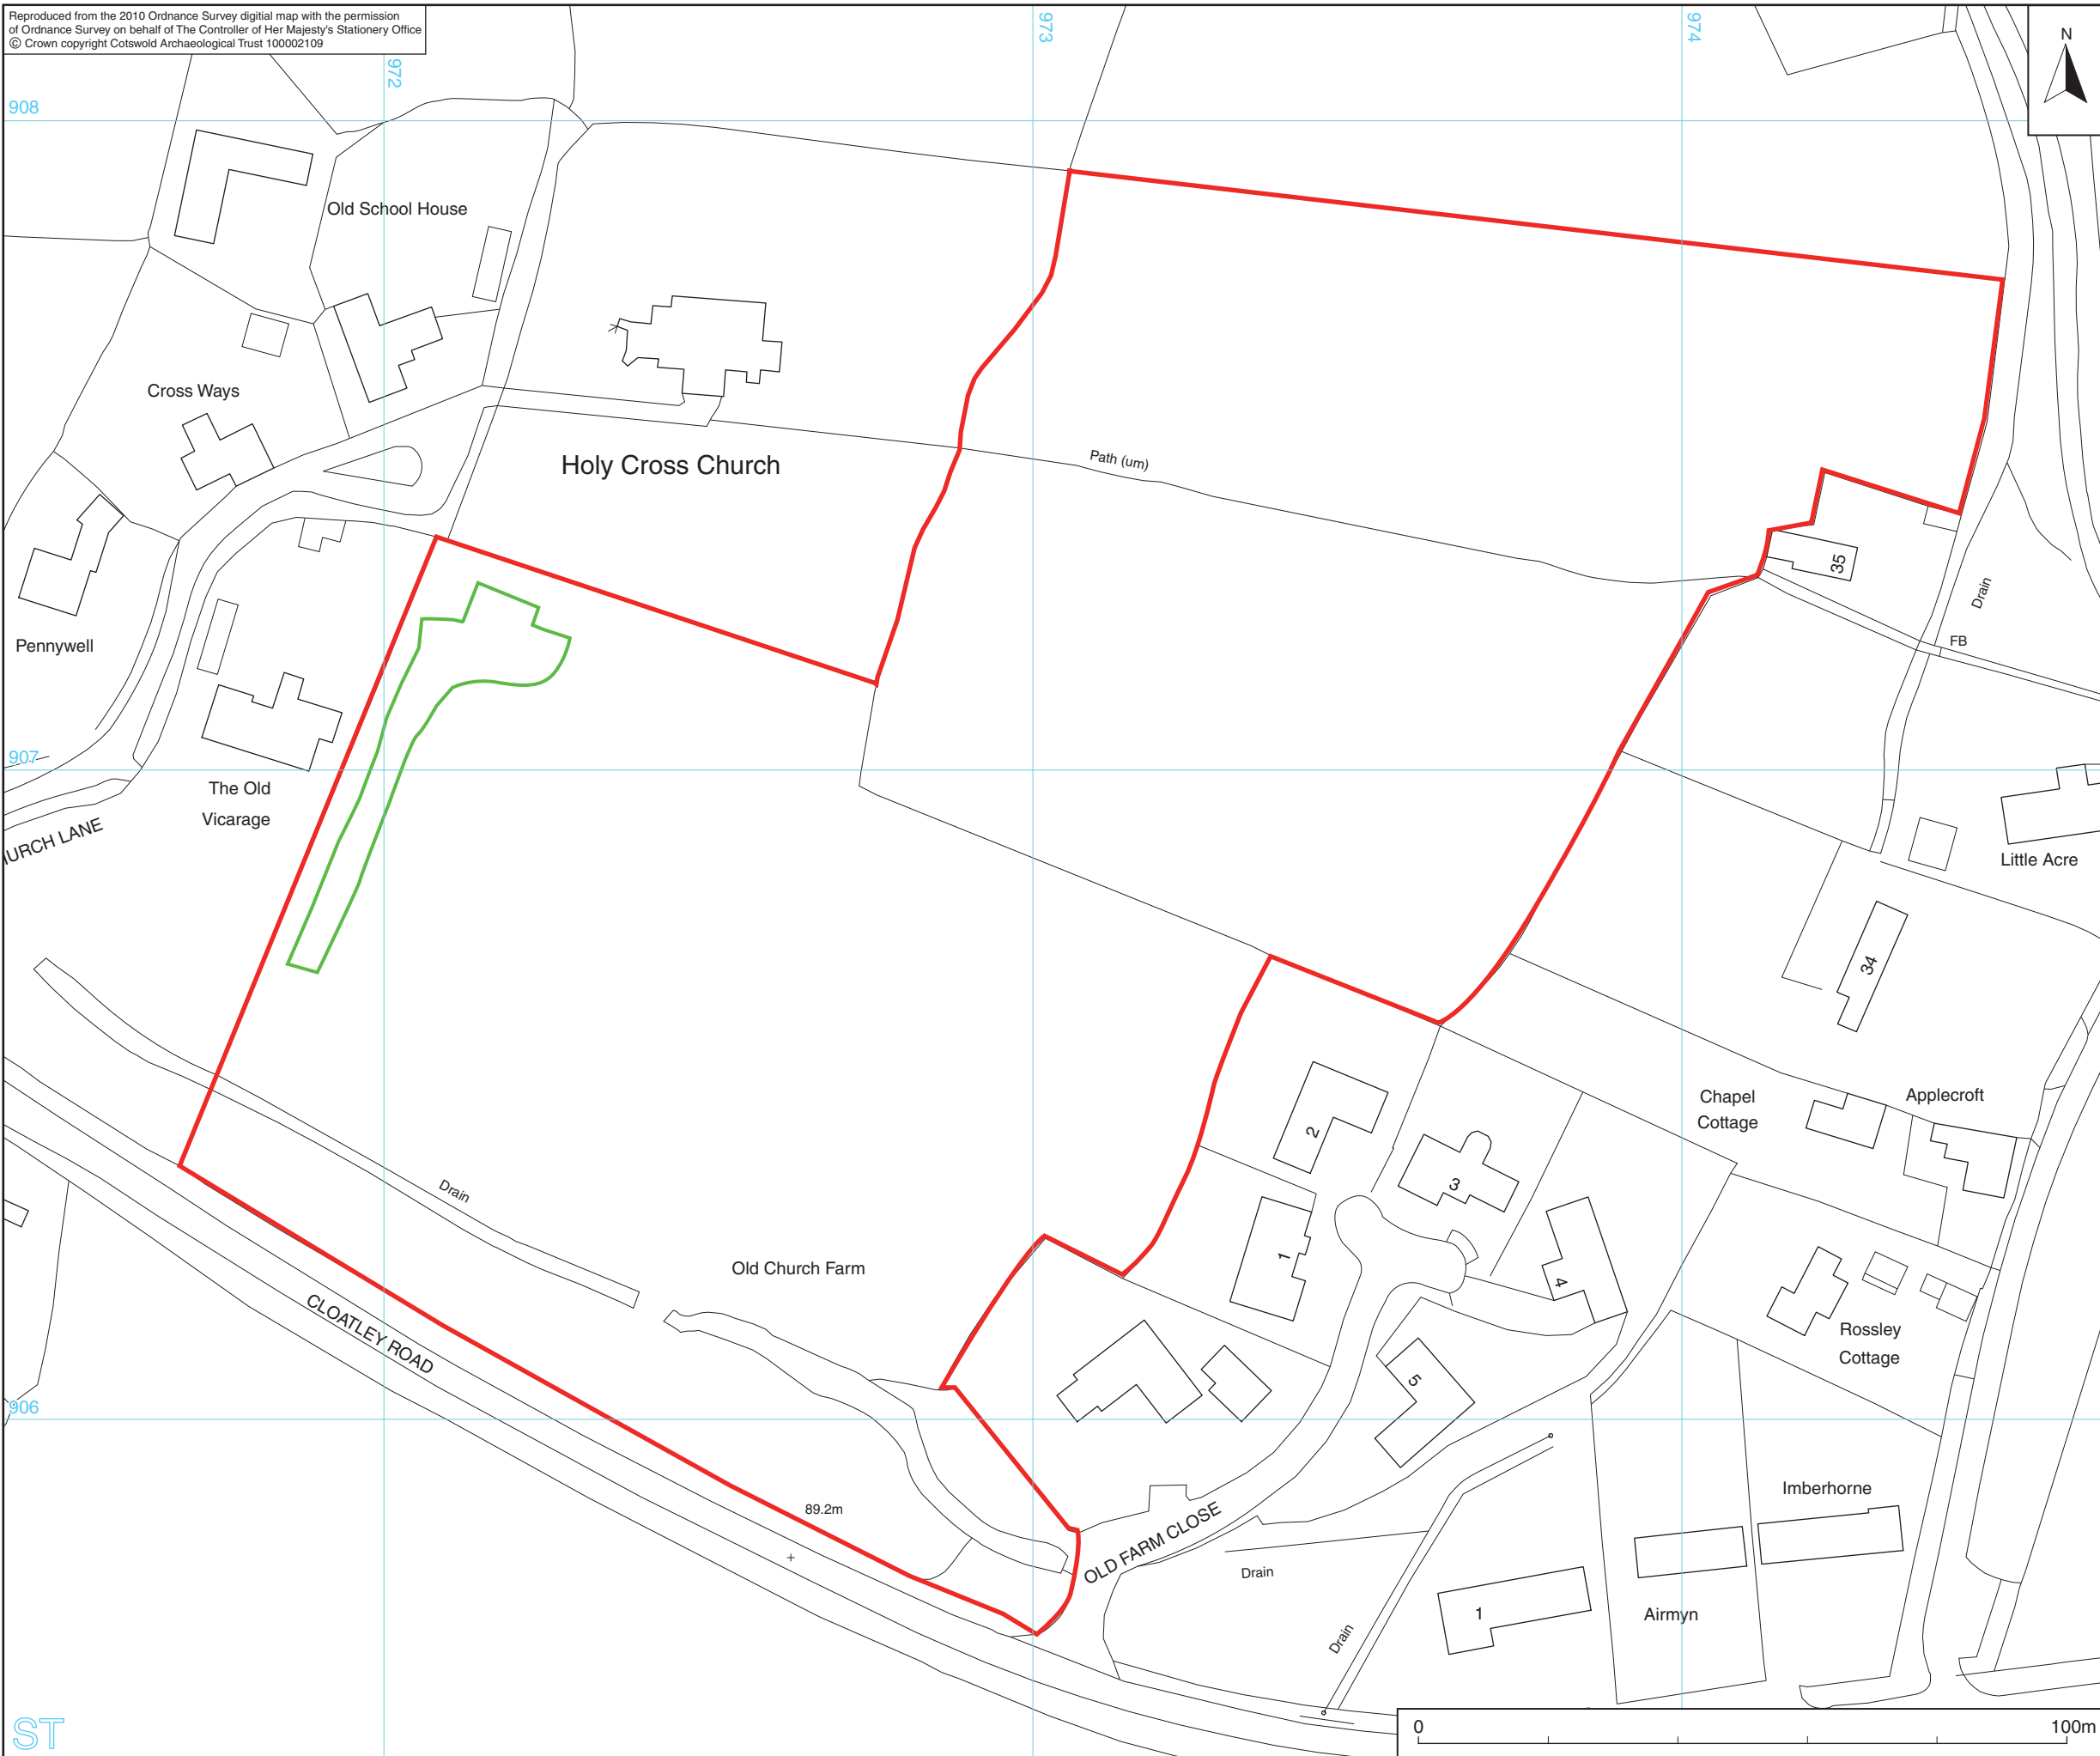 Reproduced from the 2010 Ordnance Survey digitial map with the permission
of Ordnance Survey on behalf of The Controller of Her Majesty's Stationery Office
© Crown copyright Cotswold Archaeological Trust 100002109
973
974
N
972
908
Old School House
Cross Ways
Holy Cross Church
Path (um)
35
Drain
FB
Pennywell
907
The Old
Vicarage
URCH LANE
Little Acre
34
Chapel
Cottage
Applecroft
2
3
Drain
1
4
Old Church Farm
CLOATLEY ROAD
Rossley
Cottage
5
906
Imberhorne
89.2m
OLD FARM CLOSE
Drain
1
Airmyn
Drain
ST
0
100m